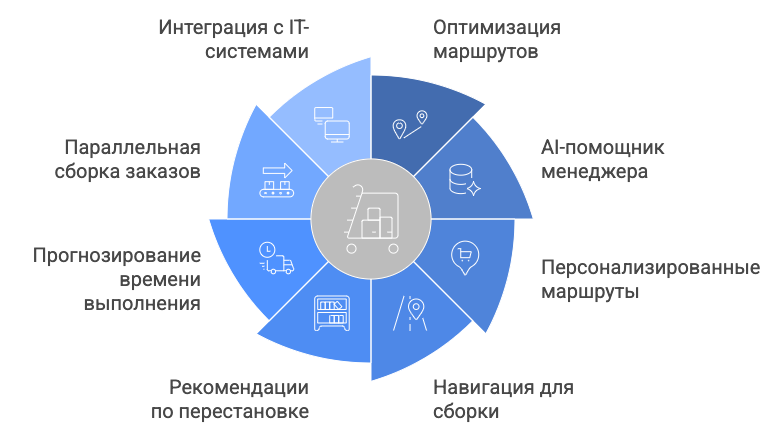 Интеграция с IT-
системами
Оптимизация
маршрутов
Параллельная
сборка заказов
AI-помощник
менеджера
Прогнозирование
времени
выполнения
Персонализированные
маршруты
Рекомендации
по перестановке
Навигация для
сборки